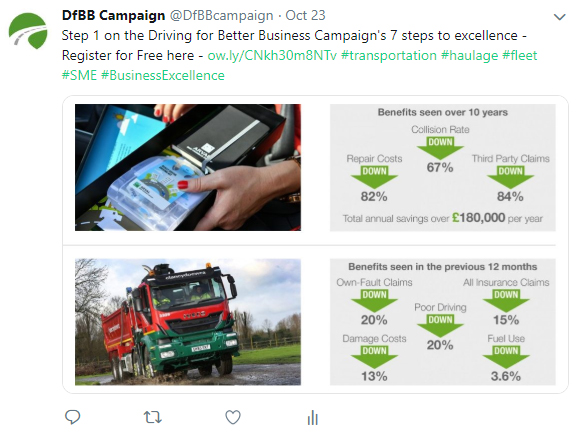 DfBB Campaign @DfBBcampaign · Oct 23
Step 1 on the Driving for Better Business Campaign's 7 steps to excellence -
Register for Free here - ow.ly/CNkh30m8NTv #transportation #haulage #fleet
#SME #BusinessExcellence
Benefits seen over 10 years
Collision Rate
DOWN
67%
Repair Costs
DOWN
82%
Third Party Claims
DOWN
84%
Total annual savings over £180,000 per year
Benefits seen in the previous 12 months
Own-Fault Claims
DOWN
20%
All Insurance Claims
DOWN
15%
Poor Driving
DOWN
20%
Damage Costs
DOWN
13%
Fuel Use
DOWN
3.6%